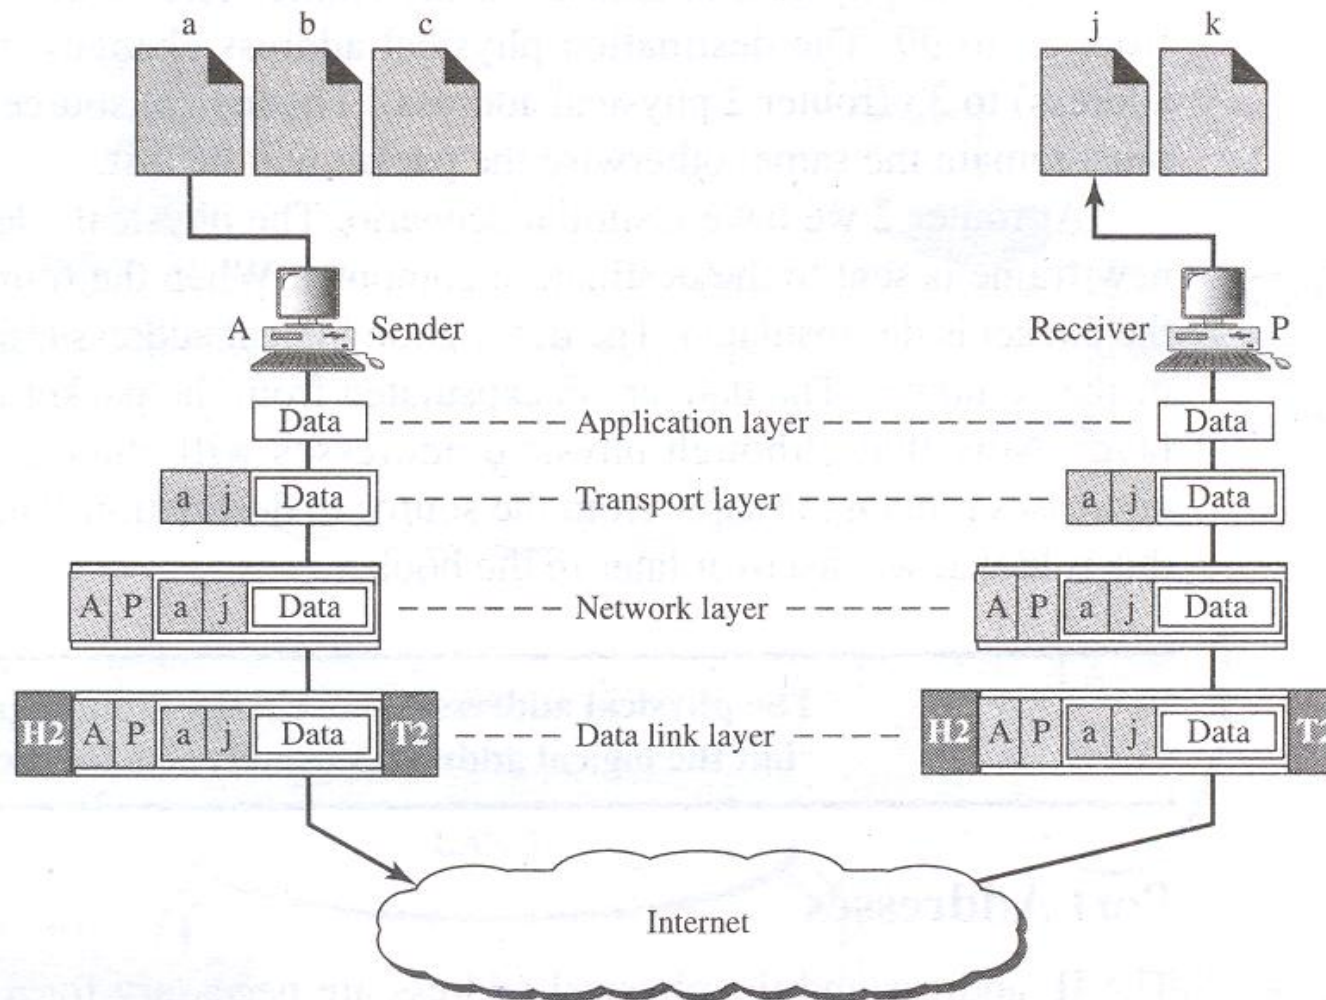 a b c j k
A Sender Receiver P
Data Application layer Data
a j Data Transport layer a j Data
A P a j Data Network layer A P a j Data
H2 A P a j Data T2 Data link layer H2 A P a j Data T2
Internet